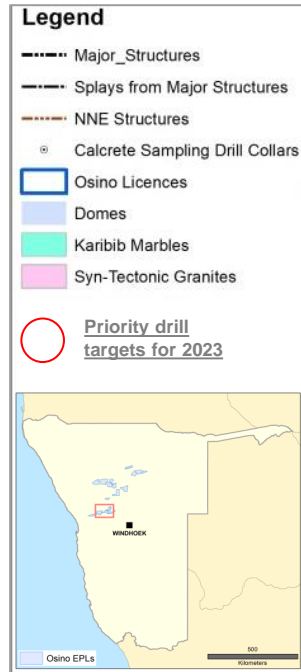 Legend
Major_Structures
Splays from Major Structures
NNE Structures
Calcrete Sampling Drill Collars
Osino Licences
Domes
Karibib Marbles
Syn-Tectonic Granites
Priority drill
targets for 2023
WINDHOEK
500
Kilometers
Osino EPLs